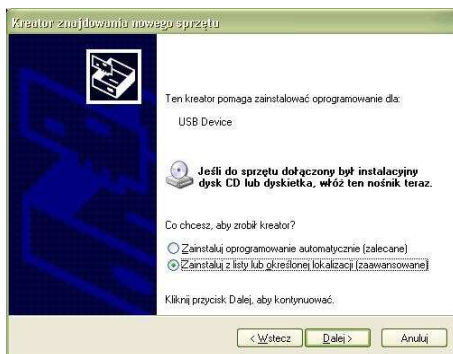 Kreator znajdowania nowego sprzętu
Ten kreator pomaga zainstalować oprogramowanie dla:
USB Device
Jeśli do sprzętu dołączony był instalacyjny
dysk CD lub dyskietka, włóż ten nośnik teraz.
Co chcesz, aby zrobił kreator?
Zainstaluj oprogramowanie automatycznie (zalecane)
Zainstaluj z listy lub określonej lokalizacji (zaawansowane)
Kliknij przycisk Dalej, aby kontynuować.
< Wstecz
Dalej >
Anuluj